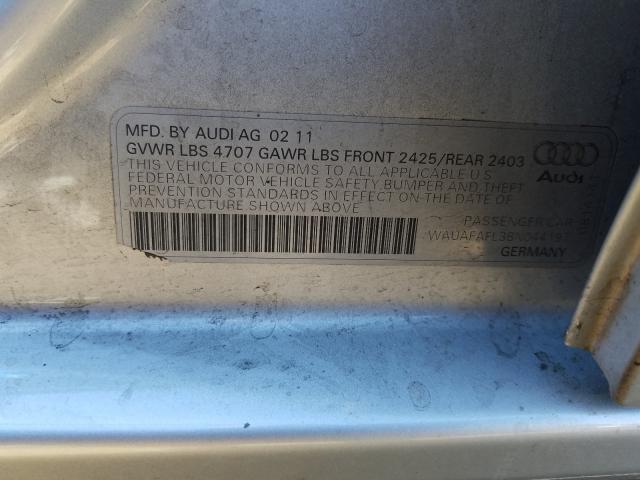 MFD. BY AUDI AG 02 11
GVWR LBS 4707 GAWR LBS FRONT 2425/REAR 2403
THIS VEHICLE CONFORMS TO ALL APPLICABLE U S
FEDERAL MOTOR VEHICLE SAFETY BUMPER AND THEFT
PREVENTION STANDARDS IN EFFECT ON THE DATE OF
MANUFACTURE SHOWN ABOVE
Audi
PASSENGER CAR
GERMANY